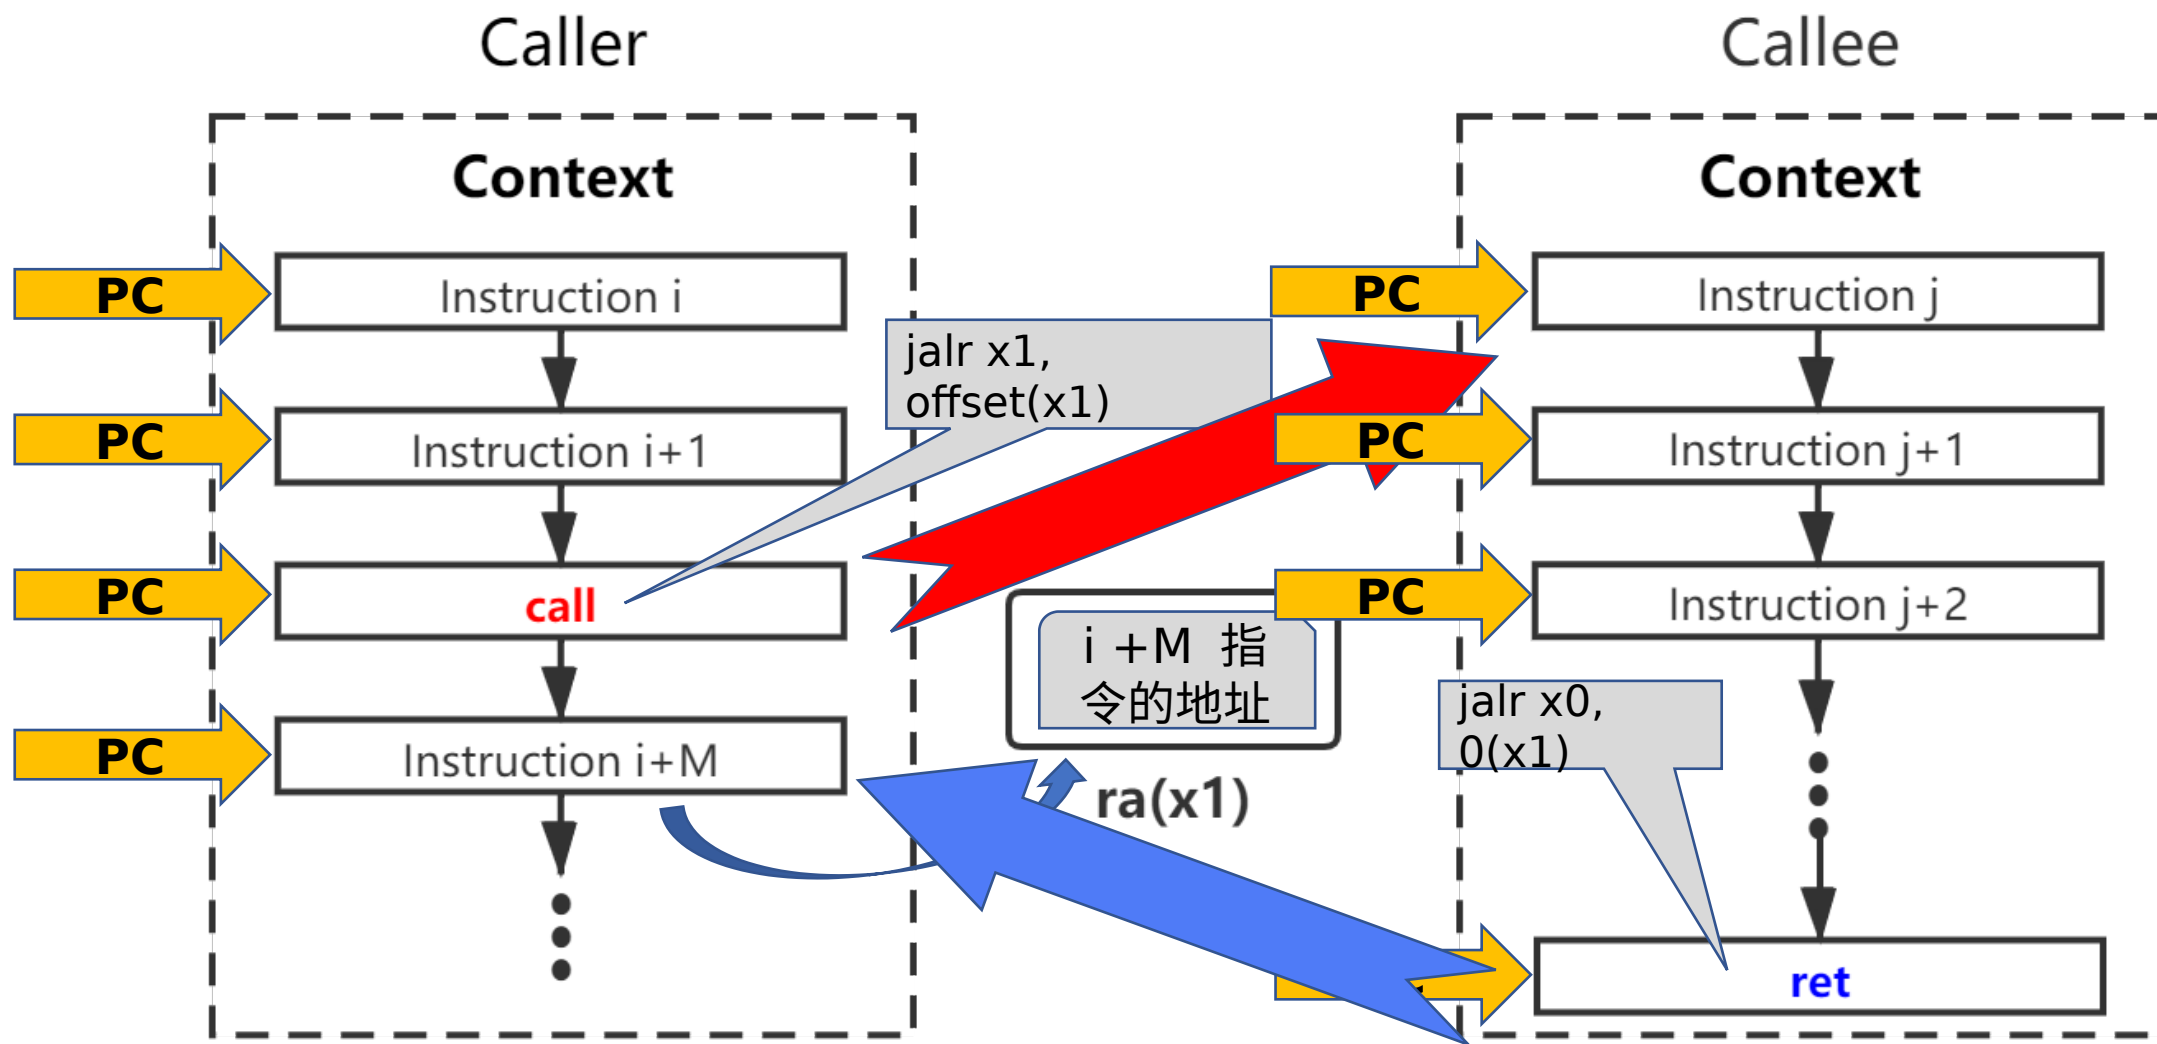 Caller
Callee
Context
Context
PC
Instruction i
PC
Instruction j
jalr x1,
offset(x1)
PC
Instruction i+1
PC
Instruction j+1
PC
call
PC
Instruction j+2
i +M 指
令的地址
jalr x0,
0(x1)
PC
Instruction i+M
ra(x1)
ret